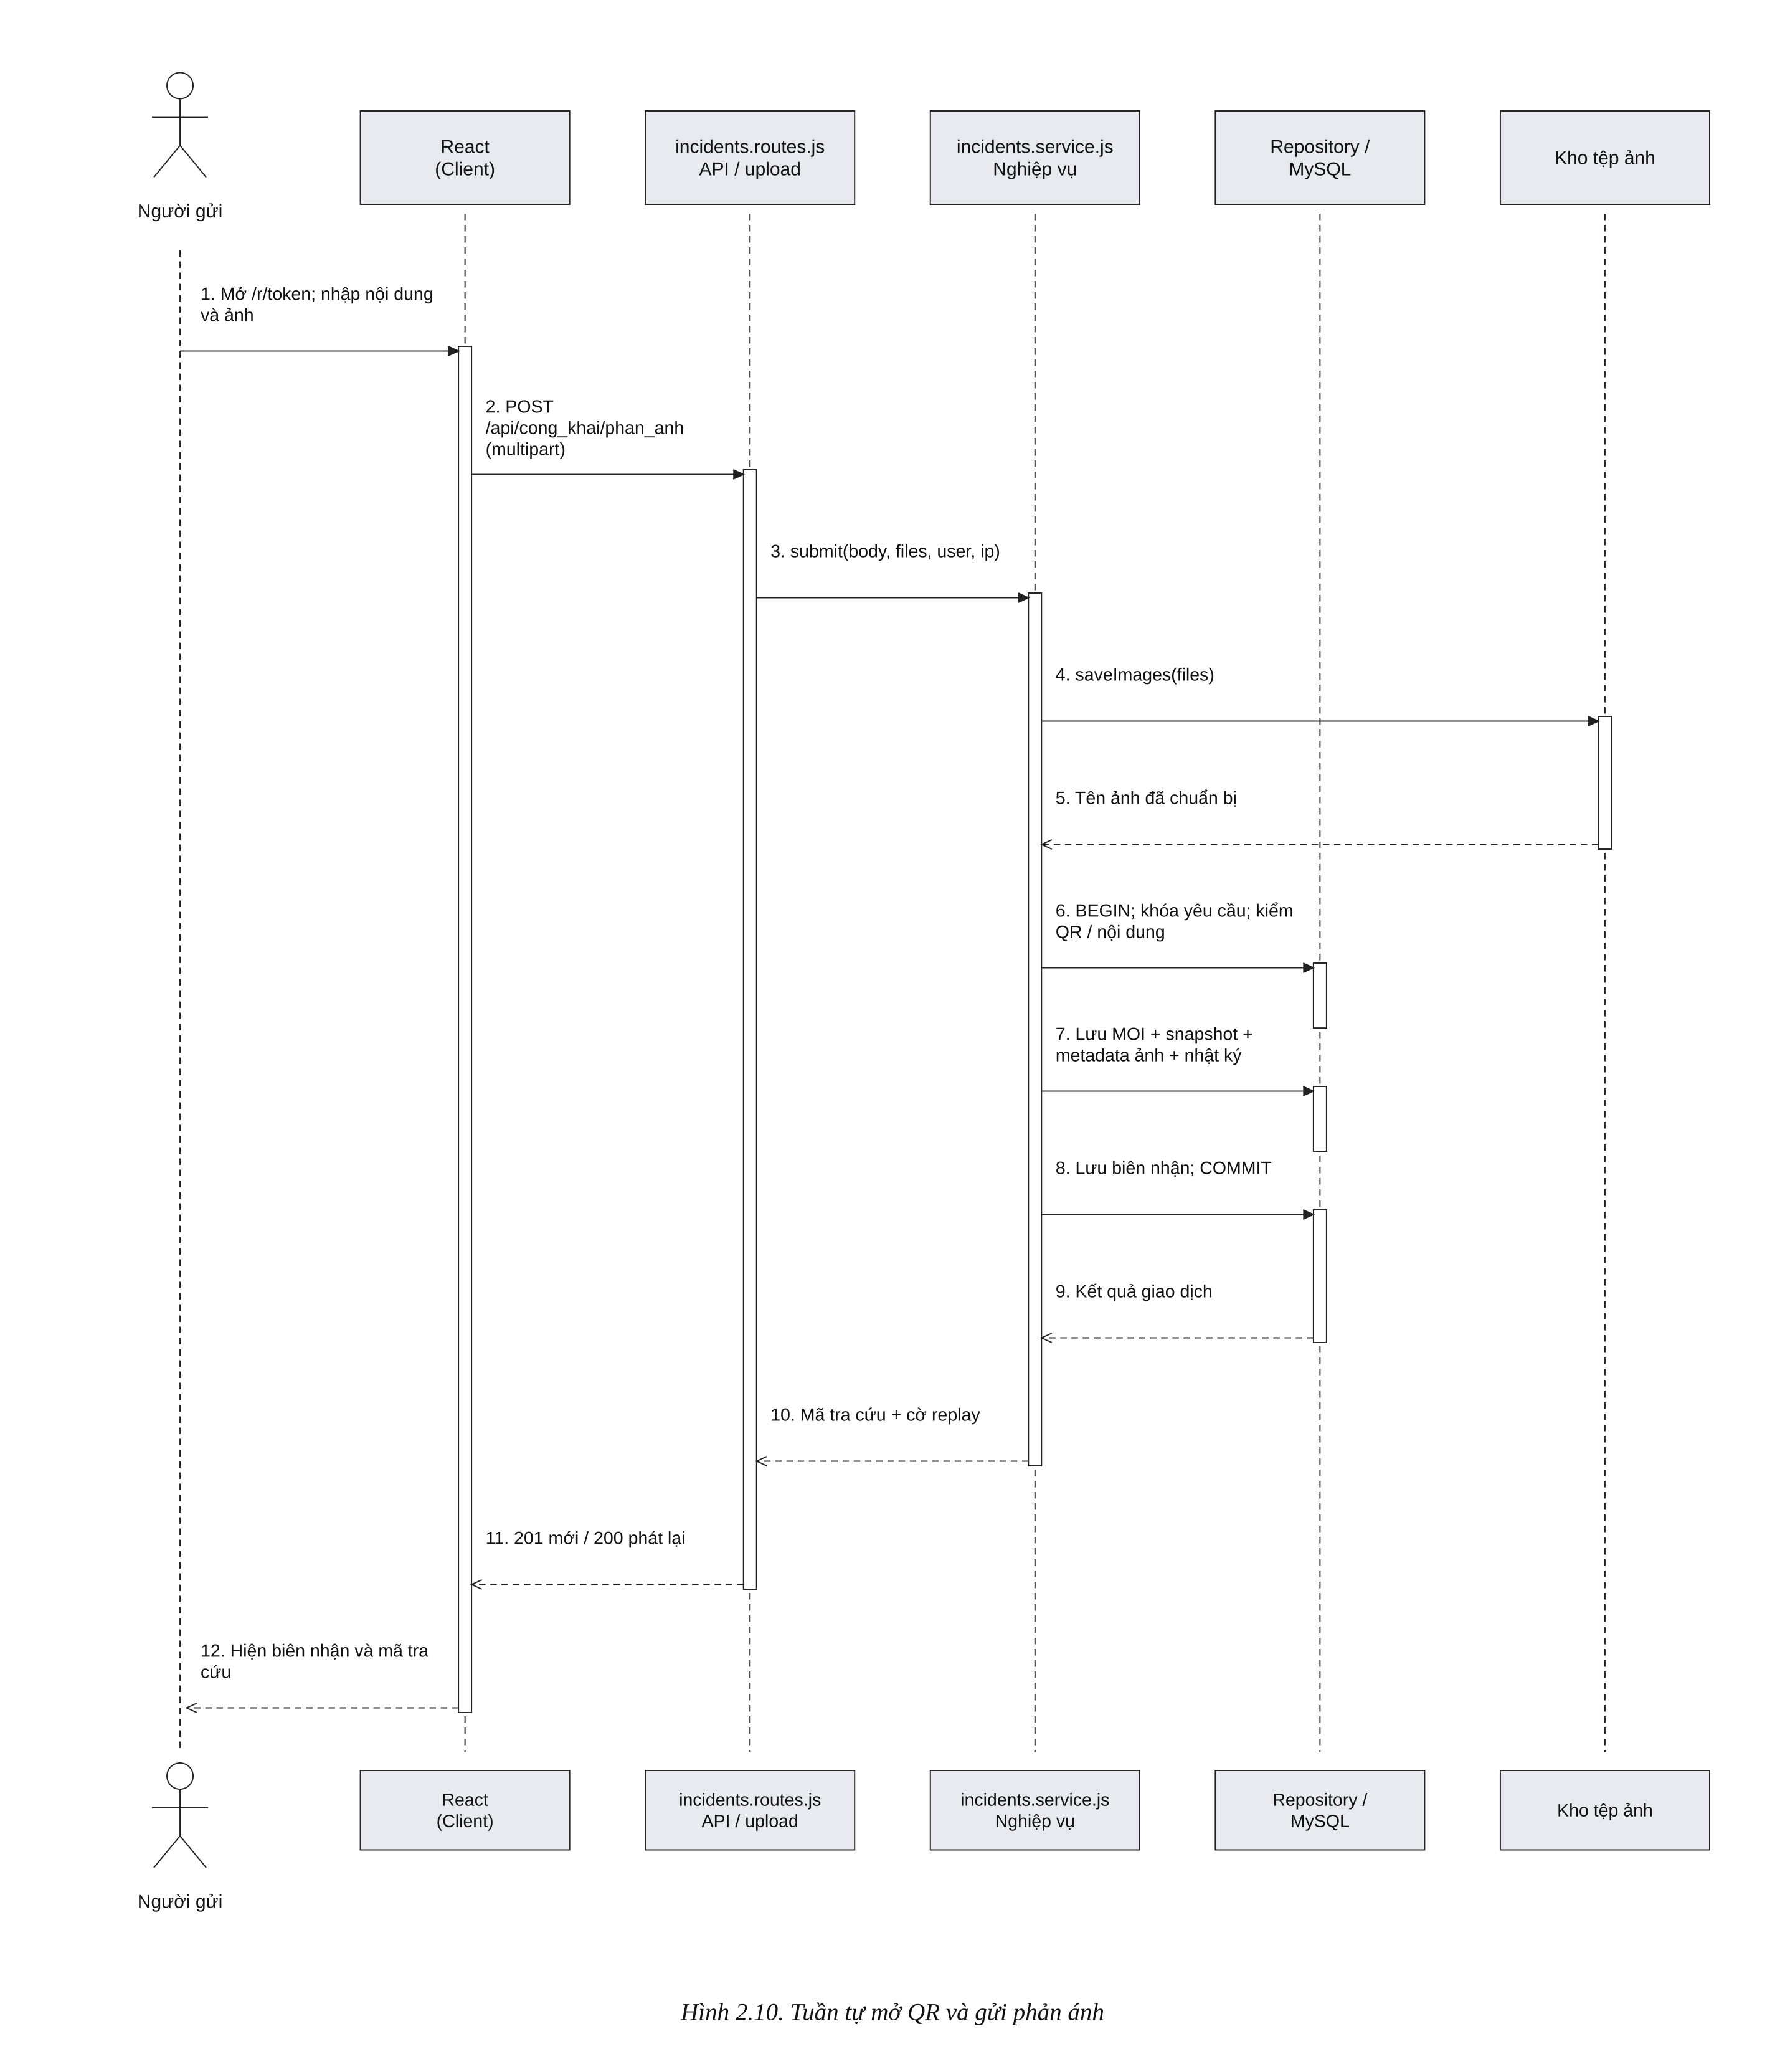 React
(Client)
incidents.routes.js
API / upload
incidents.service.js
Nghiệp vụ
Repository /
MySQL
Kho tệp ảnh
Người gửi
1. Mở /r/token; nhập nội dung
và ảnh
2. POST
/api/cong_khai/phan_anh
(multipart)
3. submit(body, files, user, ip)
4. saveImages(files)
5. Tên ảnh đã chuẩn bị
6. BEGIN; khóa yêu cầu; kiểm
QR / nội dung
7. Lưu MOI + snapshot +
metadata ảnh + nhật ký
8. Lưu biên nhận; COMMIT
9. Kết quả giao dịch
10. Mã tra cứu + cờ replay
11. 201 mới / 200 phát lại
12. Hiện biên nhận và mã tra
cứu
React
(Client)
incidents.routes.js
API / upload
incidents.service.js
Nghiệp vụ
Repository /
MySQL
Kho tệp ảnh
Người gửi
Hình 2.10. Tuần tự mở QR và gửi phản ánh